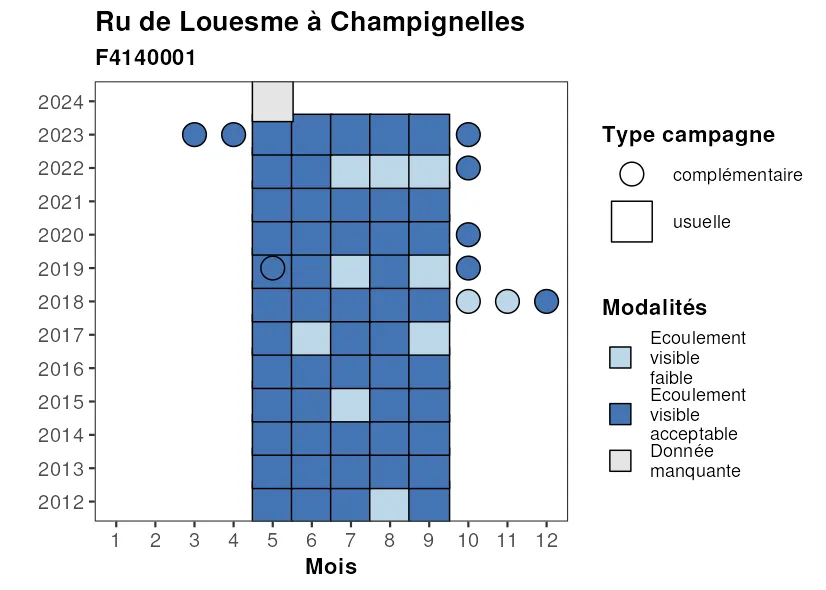 Ru de Louesme à Champignelles
F4140001
2024
2023
2022
2021
2020
2019
2018
2017
2016
2015
2014
2013
2012
1 2 3 4 5 6 7 8 9 10 11 12
Mois
Type campagne
complémentaire
usuelle
Modalités
Ecoulement
visible
faible
Ecoulement
visible
acceptable
Donnée
manquante